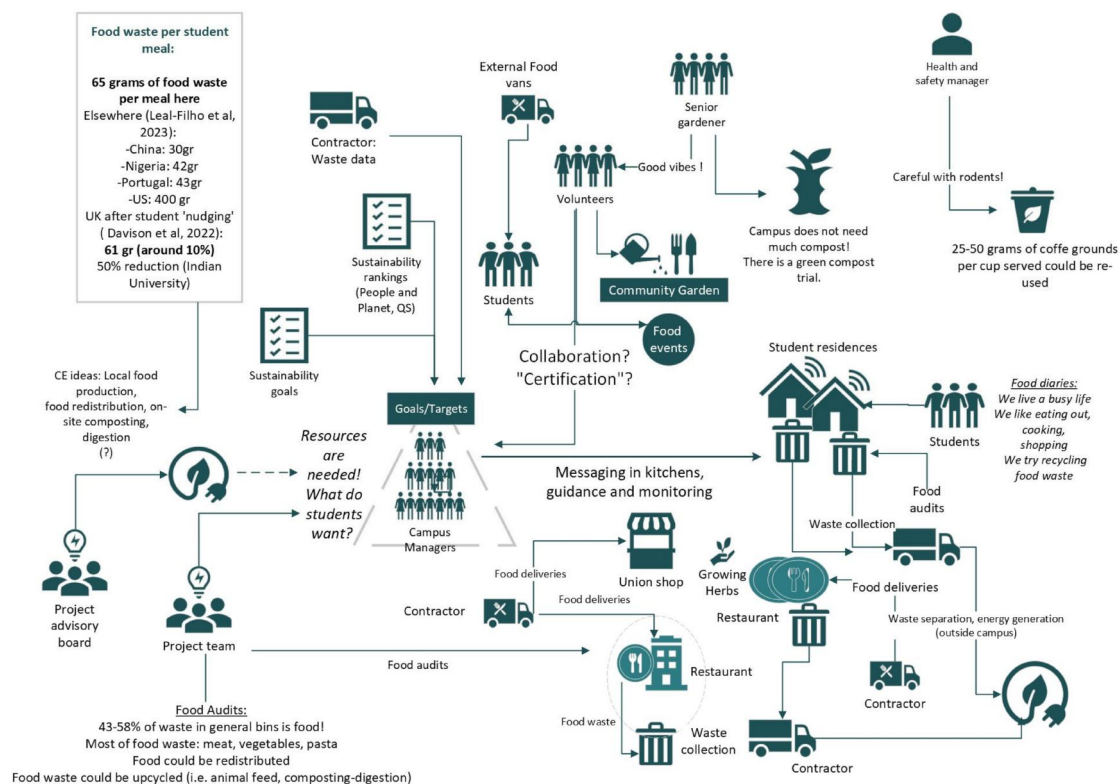 Food waste per student
meal:
65 grams of food waste
per meal here
Elsewhere (Leal-Filho et al,
2023):
-China: 30gr
-Nigeria: 42gr
-Portugal: 43gr
-US: 400 gr
UK after student 'nudging'
( Davison et al, 2022):
61 gr (around 10%)
50% reduction (Indian
University)
Contractor:
Waste data
External Food
vans
Senior
gardener
Health and
safety manager
Good vibes !
Volunteers
Careful with rodents!
Sustainability
rankings
(People and
Planet, QS)
Students
Community Garden
Campus does not need
much compost!
There is a green compost
trial.
25-50 grams of coffe grounds
per cup served could be re-
used
Food
events
Sustainability
goals
Collaboration?
"Certification"?
Student residences
CE ideas: Local food
production,
food redistribution, on-
site composting,
digestion
(?)
Goals/Targets
Food diaries:
We live a busy life
We like eating out,
cooking,
shopping
We try recycling
food waste
Students
Resources
are
needed!
What do
students
want?
Messaging in kitchens,
guidance and monitoring
Food
audits
Campus
Managers
Waste collection
Food deliveries
Union shop
Growing
Herbs
Food deliveries
Food deliveries
Contractor
Restaurant
Waste separation, energy generation
(outside campus)
Project
advisory
board
Project team
Food audits
Restaurant
Contractor
Food waste
Waste
collection
Contractor
Food Audits:
43-58% of waste in general bins is food!
Most of food waste: meat, vegetables, pasta
Food could be redistributed
Food waste could be upcycled (i.e. animal feed, composting-digestion)